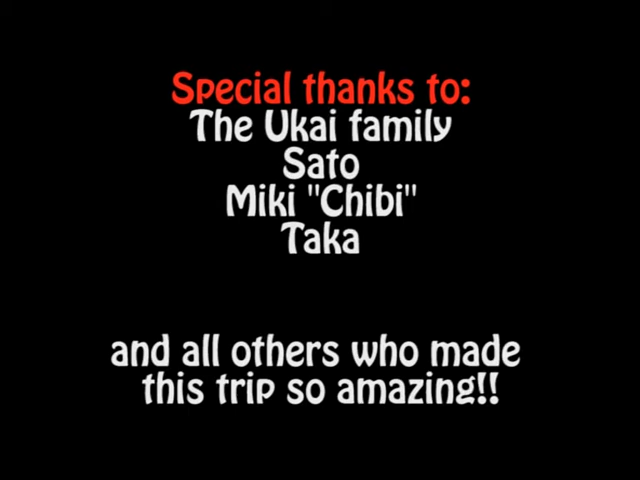 Special thanks to:
The Ukai family
Sato
Miki "Chibi"
Taka
and all others who made
this trip so amazing!!